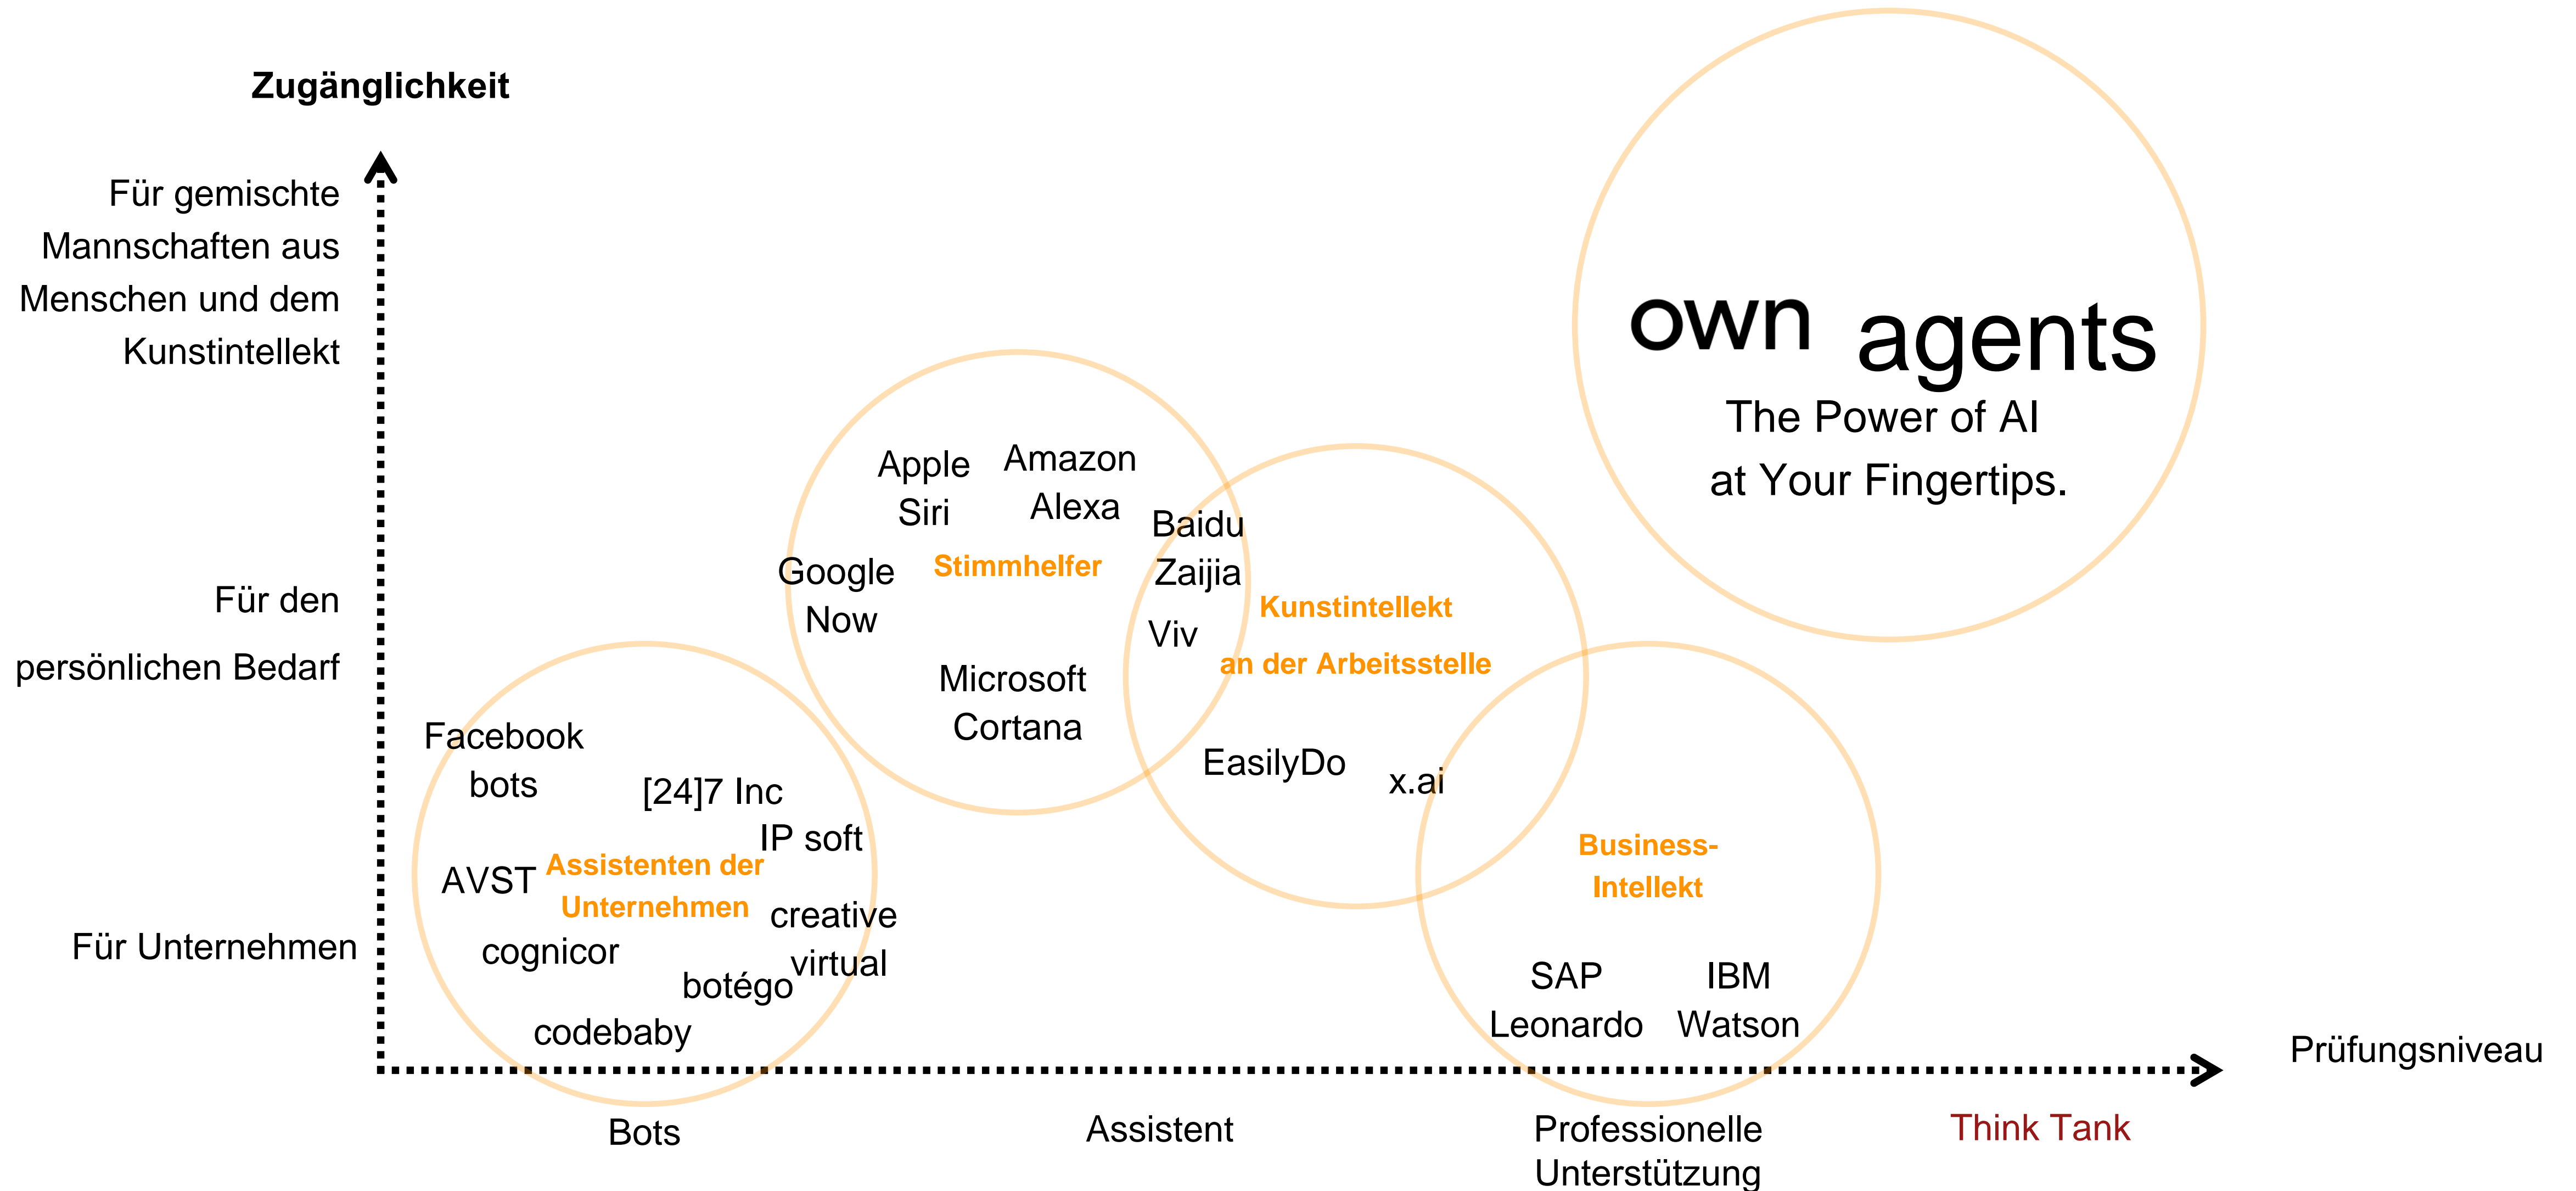 Zugänglichkeit
Für gemischte
Mannschaften aus
Menschen und dem
Kunstintellekt
Für den
persönlichen Bedarf
Für Unternehmen
own agents
The Power of AI
at Your Fingertips.
Apple
Siri
Amazon
Alexa
Google
Now
Stimmhelfer
Baidu
Zaijia
Viv
Microsoft
Cortana
Kunstintellekt
an der Arbeitsstelle
EasilyDo
x.ai
Facebook
bots
[24]7 Inc
IP soft
AVST
Assistenten der
Unternehmen
creative
virtual
cognicor
botégo
codebaby
Business-
Intellekt
SAP
Leonardo
IBM
Watson
Prüfungsniveau
Bots
Assistent
Professionelle
Unterstützung
Think Tank